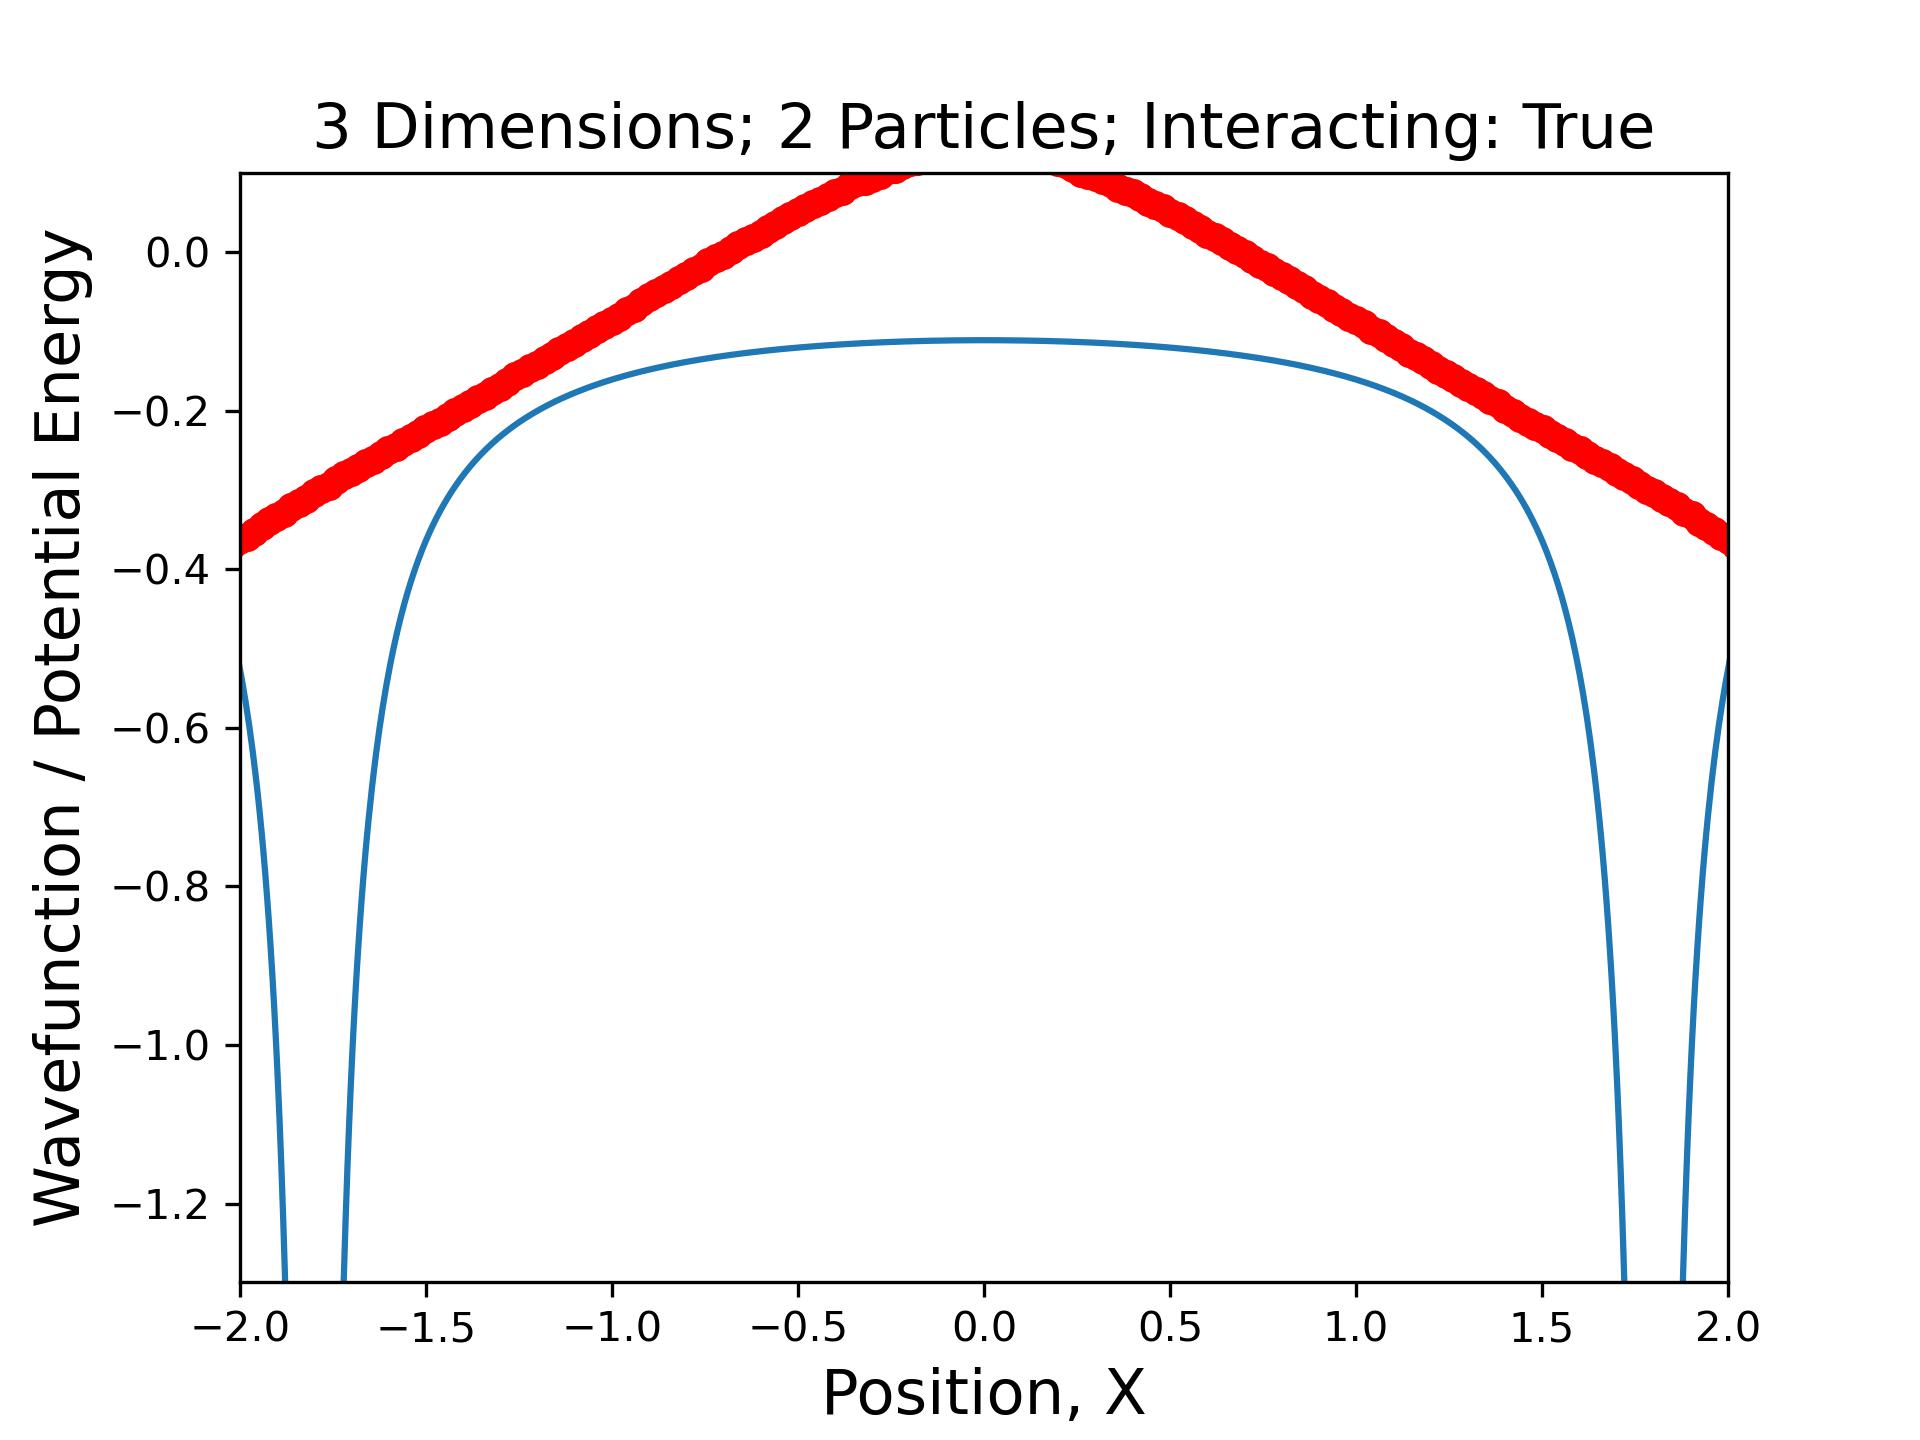 3 Dimensions; 2 Particles; Interacting: True
Wavefunction / Potential Energy
0.0
−0.2
−0.4
−0.6
−0.8
−1.0
−1.2
−2.0 −1.5 −1.0 −0.5 0.0 0.5 1.0 1.5 2.0
Position, X